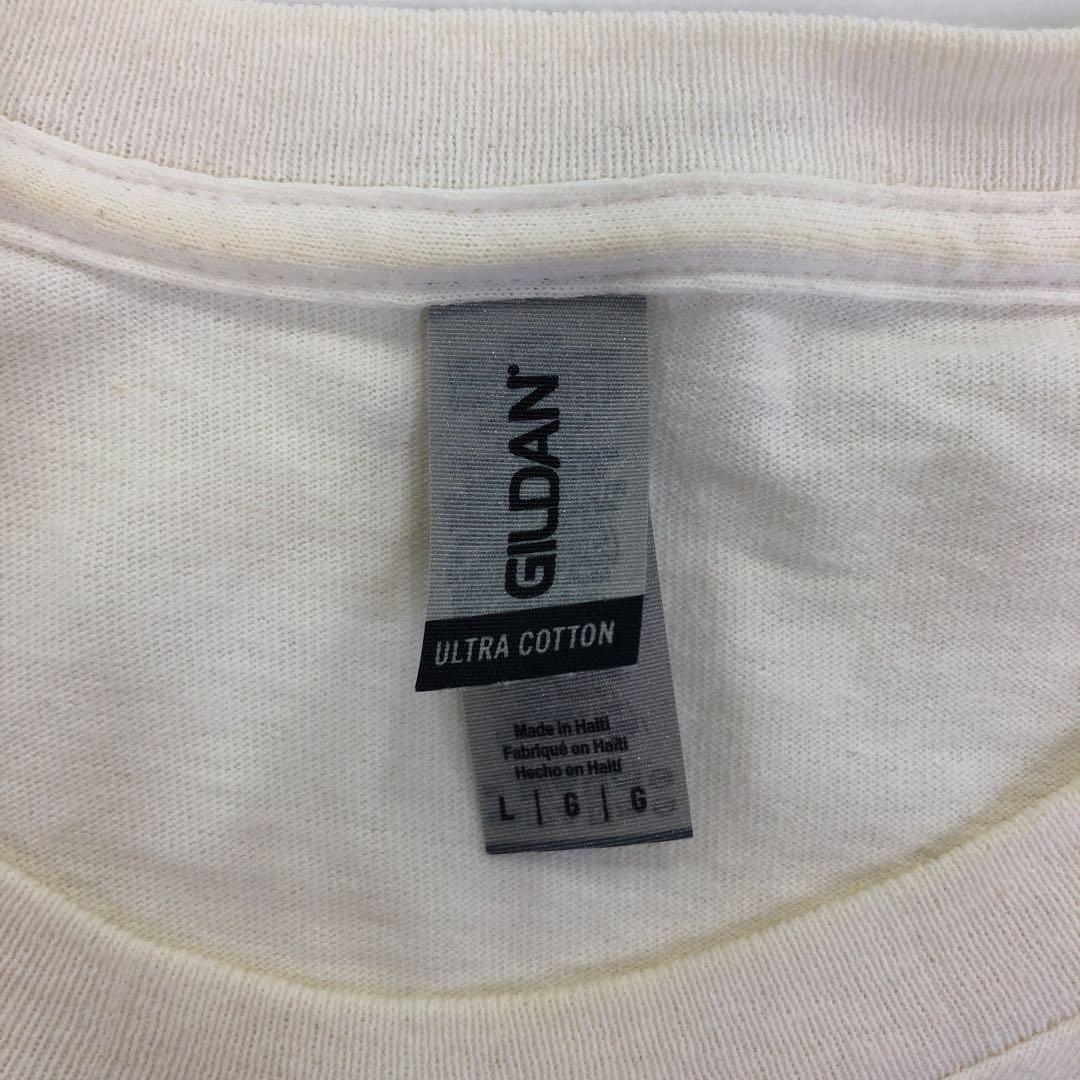 GILDAN®
ULTRA COTTON
Made in Haiti
Fabriqué en Haïti
Hecho en Haití
L | G | G